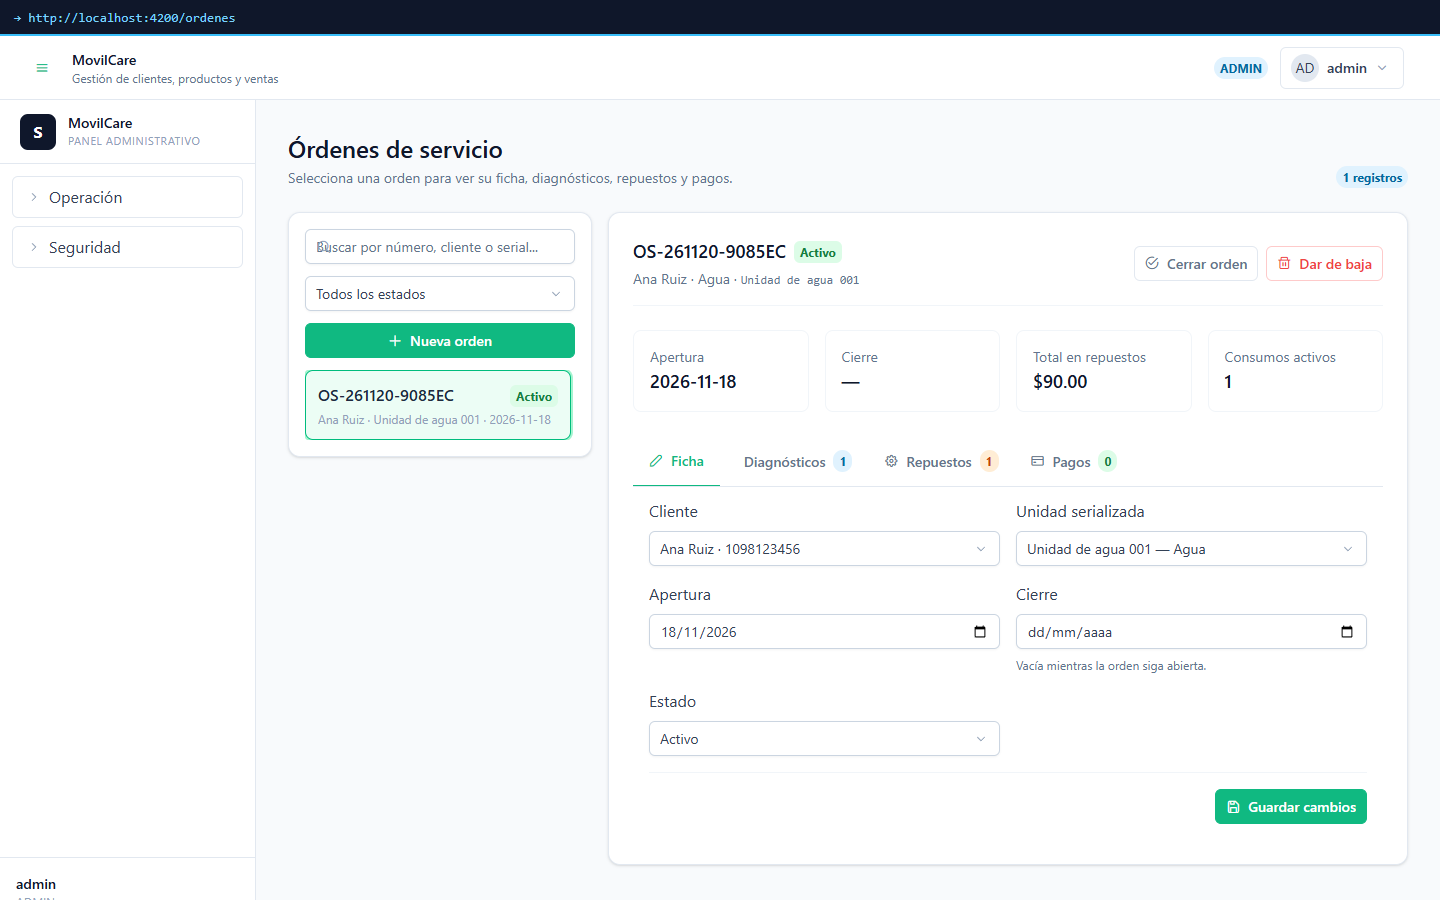 → http://localhost:4200/ordenes
MovilCare
Gestión de clientes, productos y ventas
ADMIN
AD admin
S
MovilCare
PANEL ADMINISTRATIVO
Operación
Seguridad
admin
Órdenes de servicio
Selecciona una orden para ver su ficha, diagnósticos, repuestos y pagos.
1 registros
Buscar por número, cliente o serial...
Todos los estados
+ Nueva orden
OS-261120-9085EC Activo
Ana Ruiz · Unidad de agua 001 · 2026-11-18
OS-261120-9085EC Activo
Ana Ruiz · Agua · Unidad de agua 001
Cerrar orden
Dar de baja
Apertura
2026-11-18
Cierre
—
Total en repuestos
$90.00
Consumos activos
1
Ficha
Diagnósticos 1
Repuestos 1
Pagos 0
Cliente
Ana Ruiz · 1098123456
Unidad serializada
Unidad de agua 001 — Agua
Apertura
18/11/2026
Cierre
dd/mm/aaaa
Vacía mientras la orden siga abierta.
Estado
Activo
Guardar cambios